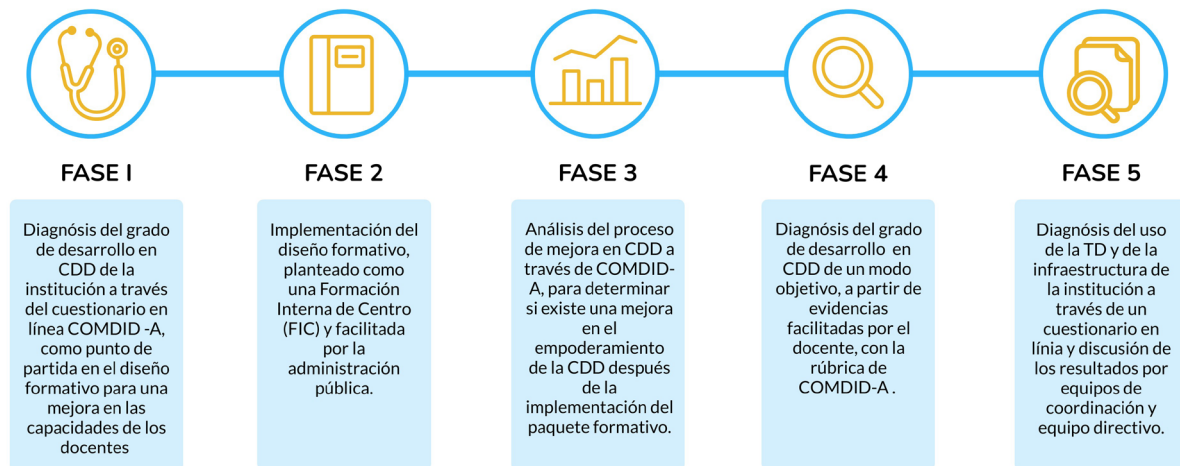 FASE I
Diagnósis del grado
de desarrollo en
CDD de la
institución a través
del cuestionario en
línea COMDID -A,
como punto de
partida en el diseño
formativo para una
mejora en las
capacidades de los
docentes
FASE 2
Implementación del
diseño formativo,
planteado como
una Formación
Interna de Centro
(FIC) y facilitada
por la
administración
pública.
FASE 3
Análisis del proceso
de mejora en CDD a
través de COMDID-
A, para determinar
si existe una mejora
en el
empoderamiento
de la CDD después
de la
implementación del
paquete formativo.
FASE 4
Diagnósis del grado
de desarrollo en
CDD de un modo
objetivo, a partir de
evidencias
facilitadas por el
docente, con la
rúbrica de
COMDID-A .
FASE 5
Diagnósis del uso
de la TD y de la
infraestructura de
la institución a
través de un
cuestionario en
línia y discusión de
los resultados por
equipos de
coordinación y
equipo directivo.